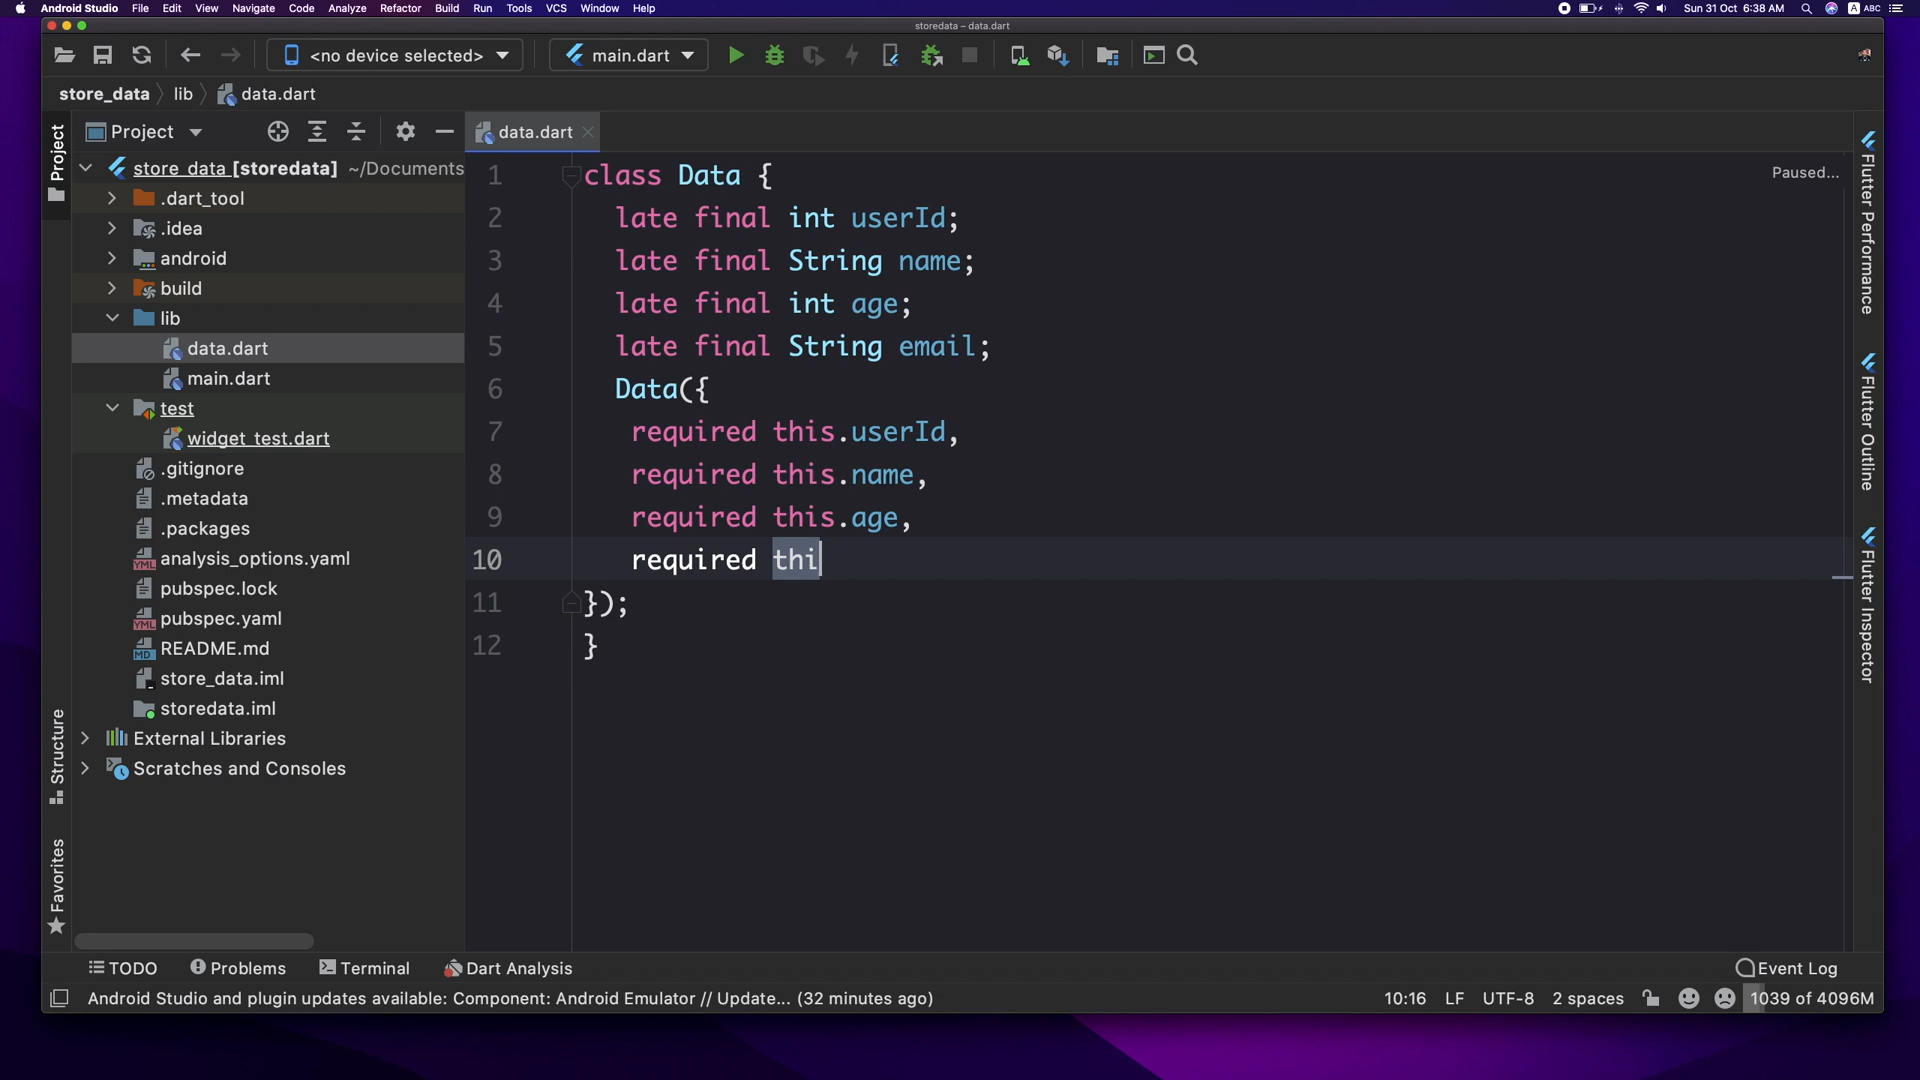 Android Studio File Edit View Navigate Code Analyze Refactor Build Run Tools VCS Window Help
A ABC Sun 31 Oct 6:38 AM
storedata – data.dart
<no device selected> main.dart
store_data lib data.dart
Project
Project
data.dart
store_data [storedata] ~/Documents
.dart_tool
.idea
android
build
lib
data.dart
main.dart
test
widget_test.dart
.gitignore
.metadata
.packages
analysis_options.yaml
pubspec.lock
pubspec.yaml
README.md
store_data.iml
storedata.iml
External Libraries
Scratches and Consoles
Structure
Favorites
1 class Data {
2 late final int userId;
3 late final String name;
4 late final int age;
5 late final String email;
6 Data({
7 required this.userId,
8 required this.name,
9 required this.age,
10 required thi
11 });
12 }
Paused...
Flutter Performance
Flutter Outline
Flutter Inspector
TODO Problems Terminal Dart Analysis Event Log
Android Studio and plugin updates available: Component: Android Emulator // Update... (32 minutes ago) 10:16 LF UTF-8 2 spaces 1039 of 4096M